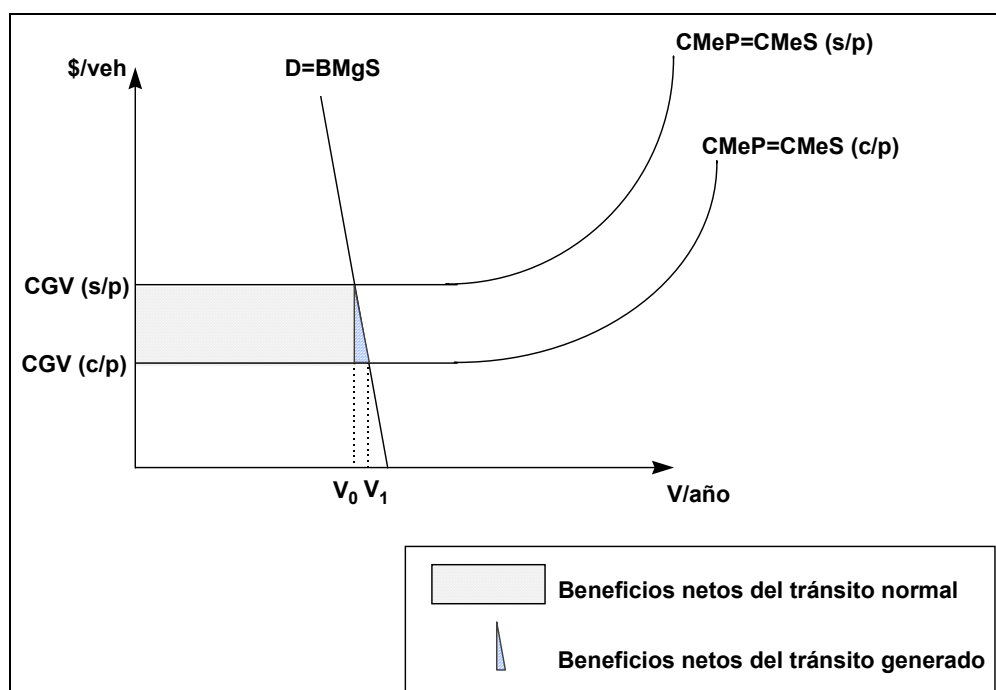 CMeP=CMeS (s/p)
$/veh
D=BMgS
CMeP=CMeS (c/p)
CGV (s/p)
CGV (c/p)
V₀ V₁
V/año
Beneficios netos del tránsito normal
Beneficios netos del tránsito generado